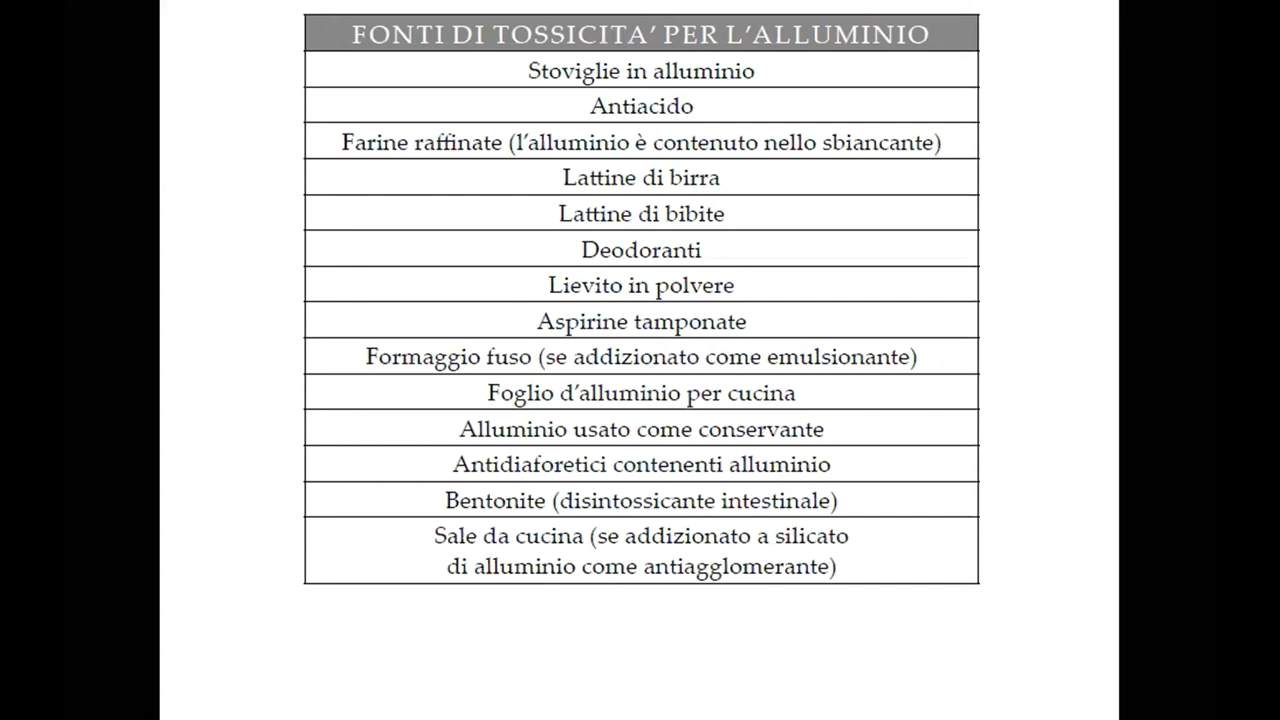 FONTI DI TOSSICITA' PER L'ALLUMINIO
Stoviglie in alluminio
Antiacido
Farine raffinate (l'alluminio è contenuto nello sbiancante)
Lattine di birra
Lattine di bibite
Deodoranti
Lievito in polvere
Aspirine tamponate
Formaggio fuso (se addizionato come emulsionante)
Foglio d'alluminio per cucina
Alluminio usato come conservante
Antidiaforetici contenenti alluminio
Bentonite (disintossicante intestinale)
Sale da cucina (se addizionato a silicato
di alluminio come antiagglomerante)